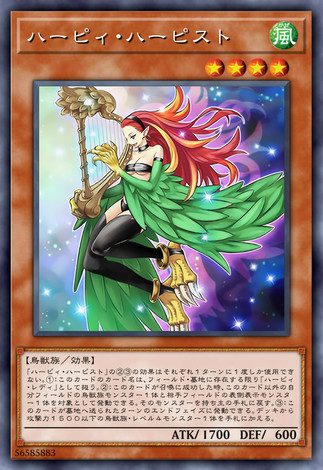 ハーピィ・ハーピスト
風
【鳥獣族／効果】
「ハーピィ・ハーピスト」の②③の効果はそれぞれ１ターンに１度しか使用できない。①：このカードのカード名は、フィールド・墓地に存在する限り「ハーピィ
・レディ」として扱う。②：このカードが召喚に成功した時、このカード以外の自
分フィールドの鳥獣族モンスター１体と相手フィールドの表側表示モンスタ
ー１体を対象として発動できる。そのモンスターを持ち主の手札に戻す。③：こ
のカードが墓地へ送られたターンのエンドフェイズに発動できる。デッキから
攻撃力１５００以下の鳥獣族・レベル４モンスター１体を手札に加える。
ATK/ 1700 DEF/ 600
56585883